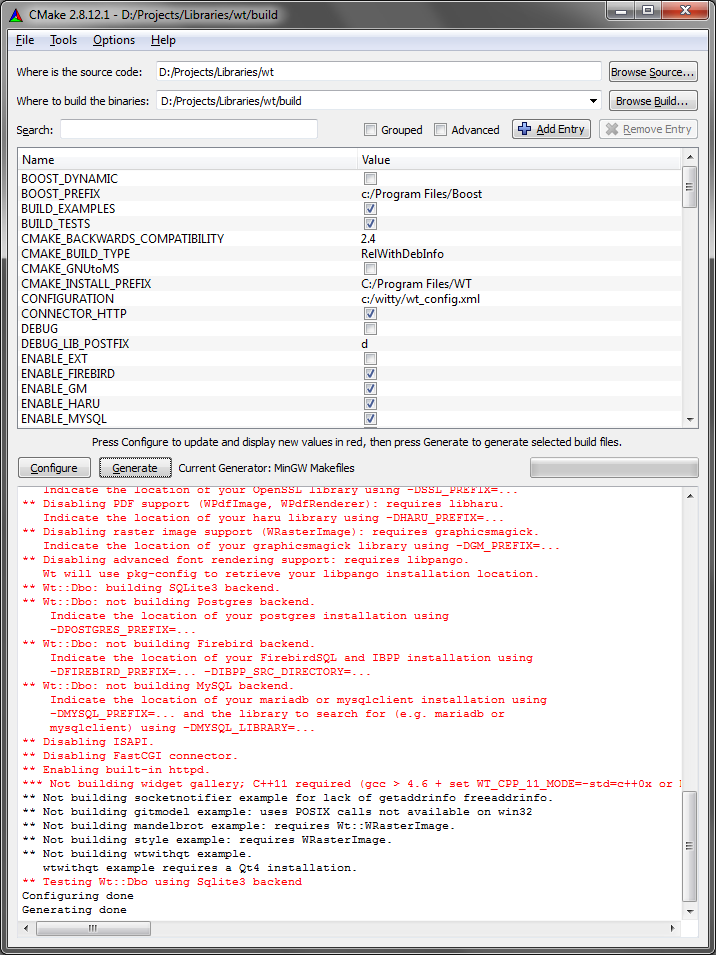 CMake 2.8.12.1 - D:/Projects/Libraries/wt/build
File Tools Options Help
Where is the source code: D:/Projects/Libraries/wt Browse Source...
Where to build the binaries: D:/Projects/Libraries/wt/build Browse Build...
Search: Grouped Advanced Add Entry Remove Entry
Name Value
BOOST_DYNAMIC
BOOST_PREFIX c:/Program Files/Boost
BUILD_EXAMPLES
BUILD_TESTS
CMAKE_BACKWARDS_COMPATIBILITY 2.4
CMAKE_BUILD_TYPE RelWithDebInfo
CMAKE_GNUtoMS
CMAKE_INSTALL_PREFIX C:/Program Files/WT
CONFIGURATION c:/witty/wt_config.xml
CONNECTOR_HTTP
DEBUG
DEBUG_LIB_POSTFIX d
ENABLE_EXT
ENABLE_FIREBIRD
ENABLE_GM
ENABLE_HARU
ENABLE_MYSQL
Press Configure to update and display new values in red, then press Generate to generate selected build files.
Configure Generate Current Generator: MinGW Makefiles
Indicate the location of your OpenSSL library using -DSSL_PREFIX=...
** Disabling PDF support (WPdfImage, WPdfRenderer): requires libharu.
Indicate the location of your haru library using -DHARU_PREFIX=...
** Disabling raster image support (WRasterImage): requires graphicsmagick.
Indicate the location of your graphicsmagick library using -DGM_PREFIX=...
** Disabling advanced font rendering support: requires libpango.
Wt will use pkg-config to retrieve your libpango installation location.
** Wt::Dbo: building SQLite3 backend.
** Wt::Dbo: not building Postgres backend.
Indicate the location of your postgres installation using
-DPOSTGRES_PREFIX=...
** Wt::Dbo: not building Firebird backend.
Indicate the location of your FirebirdSQL and IBPP installation using
-DFIREBIRD_PREFIX=... -DIBPP_SRC_DIRECTORY=...
** Wt::Dbo: not building MySQL backend.
Indicate the location of your mariadb or mysqlclient installation using
-DMYSQL_PREFIX=... and the library to search for (e.g. mariadb or
mysqlclient) using -DMYSQL_LIBRARY=...
** Disabling ISAPI.
** Disabling FastCGI connector.
** Enabling built-in httpd.
*** Not building widget gallery; C++11 required (gcc > 4.6 + set WT_CPP_11_MODE=-std=c++0x or
** Not building socketnotifier example for lack of getaddrinfo freeaddrinfo.
** Not building gitmodel example: uses POSIX calls not available on win32
** Not building mandelbrot example: requires Wt::WRasterImage.
** Not building style example: requires WRasterImage.
** Not building wtwithqt example.
wtwithqt example requires a Qt4 installation.
** Testing Wt::Dbo using Sqlite3 backend
Configuring done
Generating done